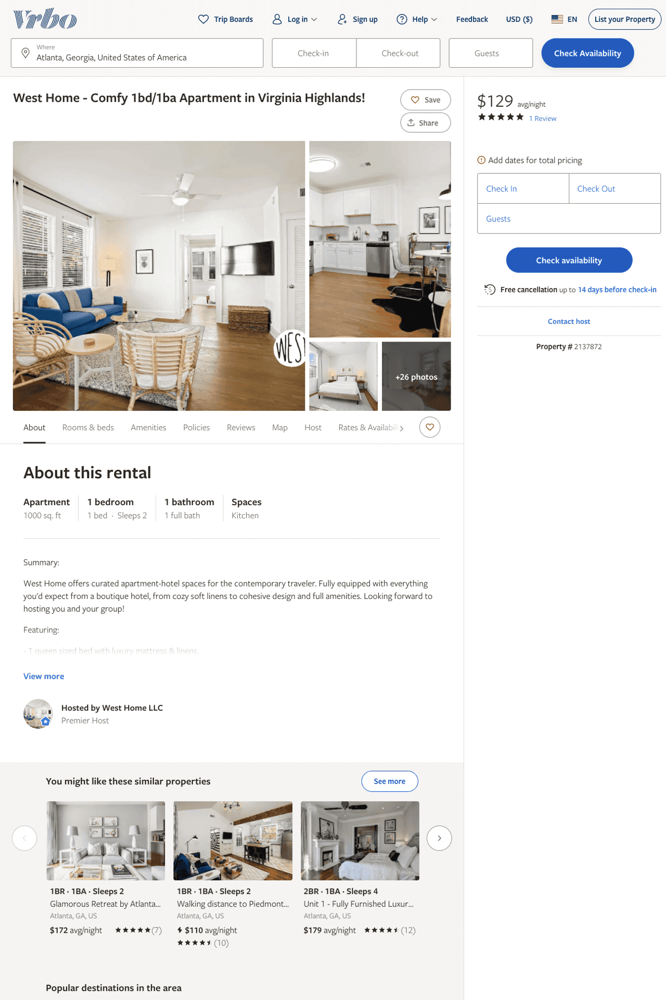 Vrbo
Trip Boards
Log in
Sign up
Help
Feedback
USD ($)
EN
List your Property
Where
Atlanta, Georgia, United States of America
Check-in
Check-out
Guests
Check Availability
West Home - Comfy 1bd/1ba Apartment in Virginia Highlands!
Save
Share
$129 avg/night
1 Review
Add dates for total pricing
Check In
Check Out
Guests
Check availability
Free cancellation up to 14 days before check-in
Contact host
Property # 2137872
WEST
+26 photos
About
Rooms & beds
Amenities
Policies
Reviews
Map
Host
Rates & Availabili
About this rental
Apartment
1000 sq. ft
1 bedroom
1 bed · Sleeps 2
1 bathroom
1 full bath
Spaces
Kitchen
Summary:
West Home offers curated apartment-hotel spaces for the contemporary traveler. Fully equipped with everything
you'd expect from a boutique hotel, from cozy soft linens to cohesive design and full amenities. Looking forward to
hosting you and your group!
Featuring:
- 1 queen sized bed with luxury mattress & linens.
View more
Hosted by West Home LLC
Premier Host
You might like these similar properties
See more
1BR · 1BA · Sleeps 2
Glamorous Retreat by Atlanta...
Atlanta, GA, US
$172 avg/night
(7)
1BR · 1BA · Sleeps 2
Walking distance to Piedmont...
Atlanta, GA, US
$110 avg/night
(10)
2BR · 1BA · Sleeps 4
Unit 1 - Fully Furnished Luxur...
Atlanta, GA, US
$179 avg/night
(12)
Popular destinations in the area